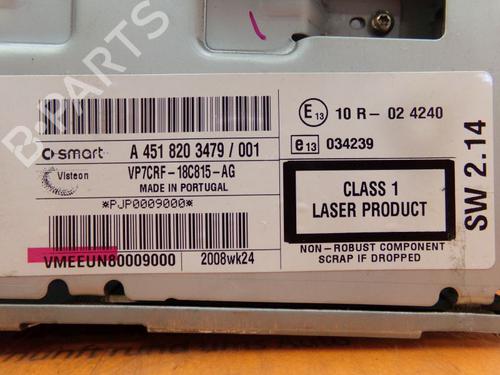 smart
A 451 820 3479 / 001
Visteon
VP7CRF-18C815-AG
MADE IN PORTUGAL
*PJP0009000*
VMEEUN80009000
2008wk24
E13
10 R- 02 4240
e13
034239
CLASS 1
LASER PRODUCT
NON-ROBUST COMPONENT
SCRAP IF DROPPED
SW 2.14
B-Parts